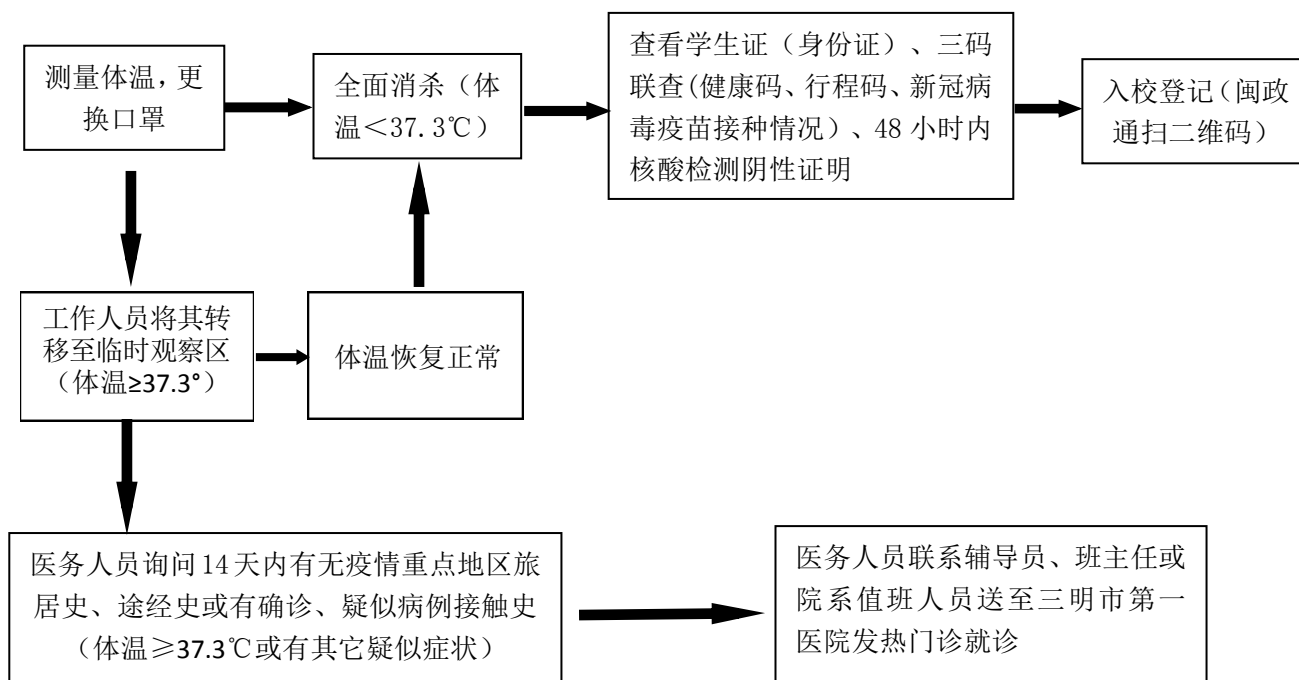 测量体温，更
换口罩
全面消杀（体
温＜37.3℃）
查看学生证（身份证）、三码
联查(健康码、行程码、新冠病
毒疫苗接种情况）、48 小时内
核酸检测阴性证明
入校登记（闽政
通扫二维码）
工作人员将其转
移至临时观察区
（体温≥37.3°）
体温恢复正常
医务人员询问 14 天内有无疫情重点地区旅
居史、途经史或有确诊、疑似病例接触史
（体温≥37.3℃或有其它疑似症状）
医务人员联系辅导员、班主任或
院系值班人员送至三明市第一
医院发热门诊就诊